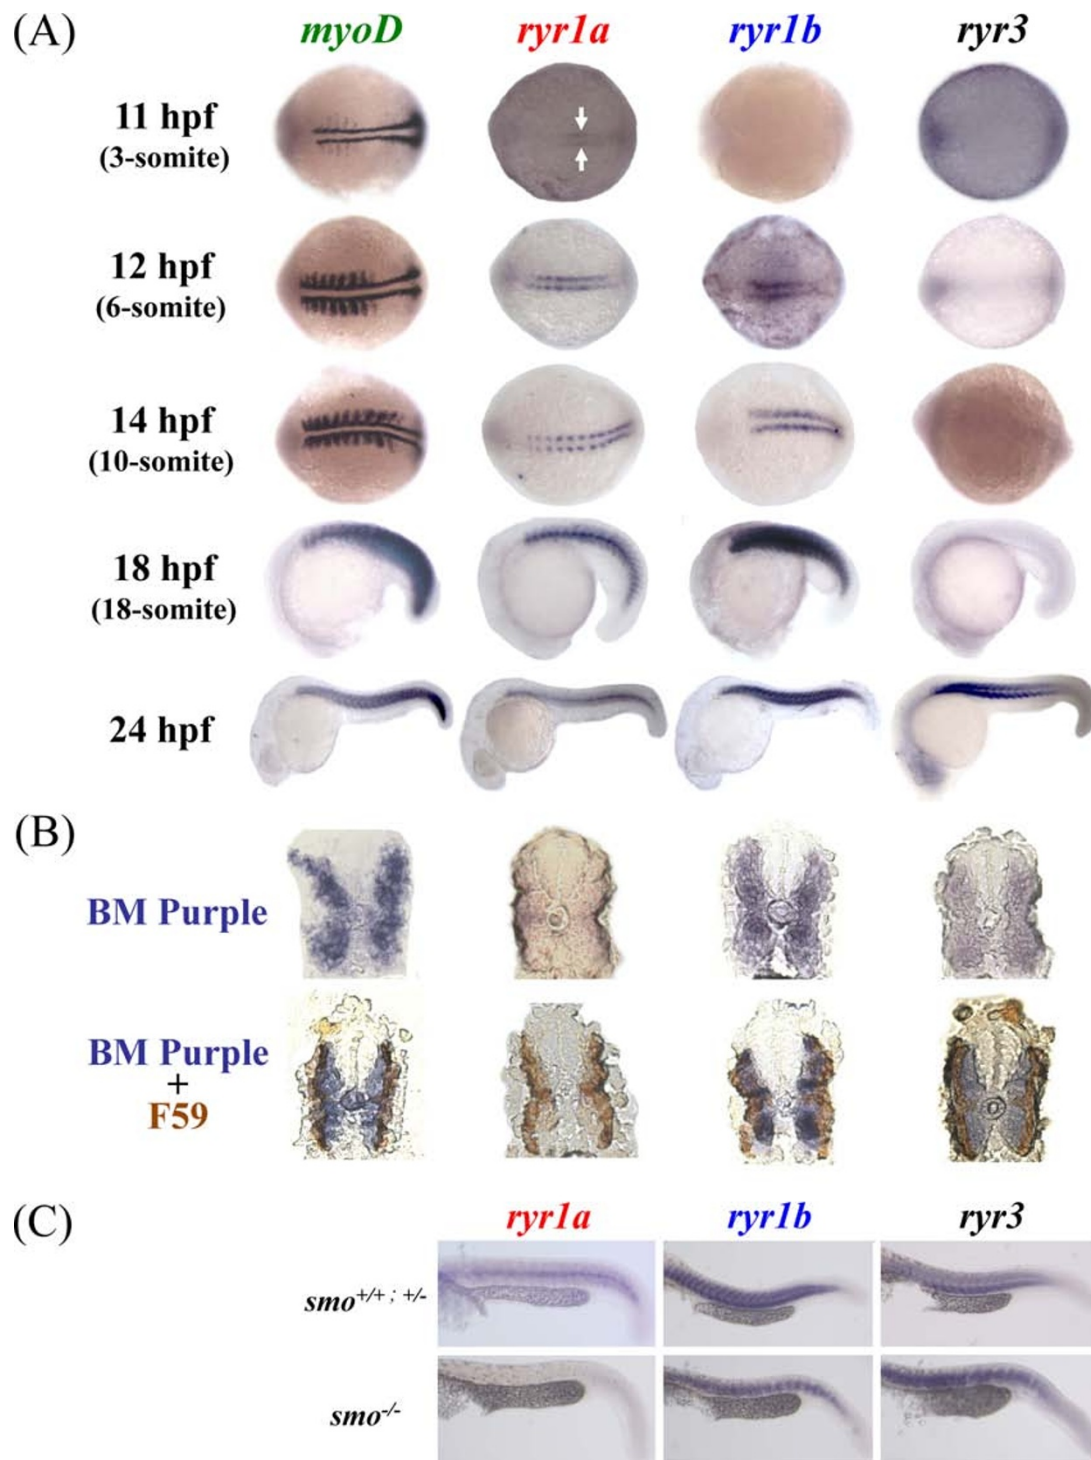 (A)
myoD ryr1a ryr1b ryr3
11 hpf
(3-somite)
12 hpf
(6-somite)
14 hpf
(10-somite)
18 hpf
(18-somite)
24 hpf
(B)
BM Purple
BM Purple
+
F59
(C)
ryr1a ryr1b ryr3
smo+/+ ; +/-
smo-/-